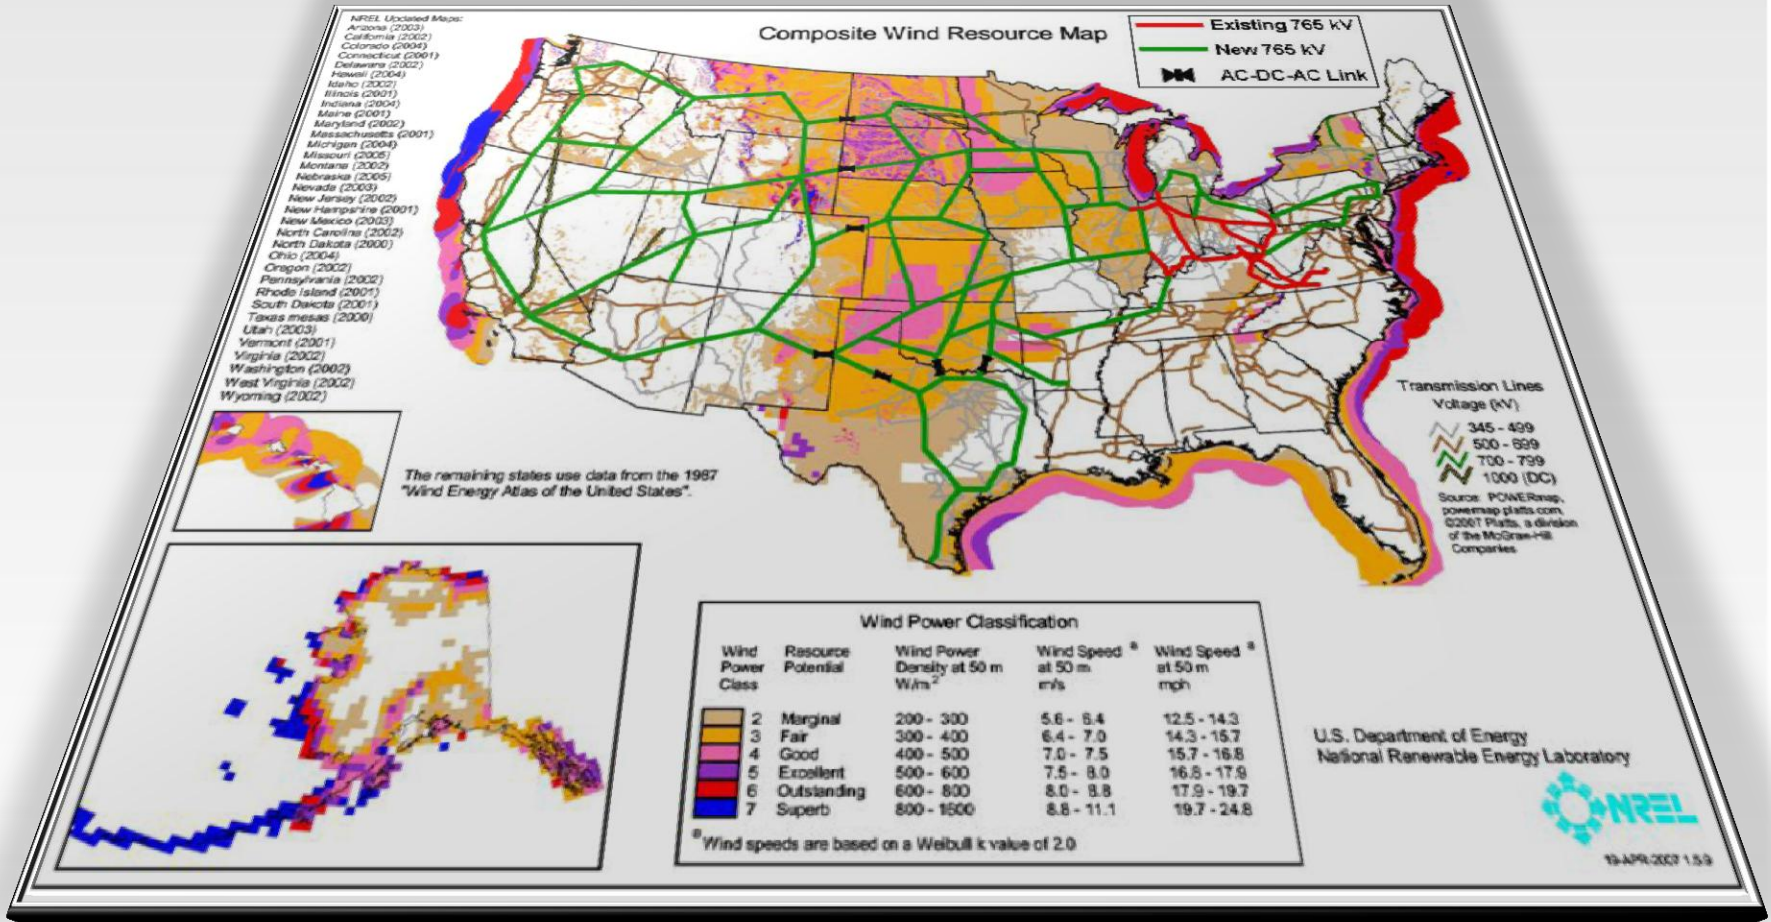 Composite Wind Resource Map
Existing 765 kV
New 765 kV
AC-DC-AC Link
NREL Updated Maps:
Arizona (2003)
California (2002)
Colorado (2004)
Connecticut (2001)
Delaware (2002)
Hawaii (2004)
Idaho (2002)
Illinois (2001)
Indiana (2004)
Maine (2001)
Maryland (2002)
Massachusetts (2001)
Michigan (2004)
Missouri (2005)
Montana (2002)
Nebraska (2005)
Nevada (2003)
New Jersey (2002)
New Hampshire (2001)
New Mexico (2003)
North Carolina (2002)
North Dakota (2000)
Ohio (2004)
Oregon (2002)
Pennsylvania (2002)
Rhode Island (2001)
South Dakota (2001)
Texas mesas (2000)
Utah (2003)
Vermont (2001)
Virginia (2002)
Washington (2002)
West Virginia (2002)
Wyoming (2002)
The remaining states use data from the 1987
"Wind Energy Atlas of the United States".
Transmission Lines
Voltage (kV)
345 - 499
500 - 699
700 - 799
1000 (DC)
Source: POWERmap,
powermap.platts.com,
©2007 Platts, a division
of the McGraw-Hill
Companies
Wind Power Classification
Wind Resource Wind Power Wind Speed a Wind Speed a
Power Potential Density at 50 m at 50 m at 50 m
Class W/m2 m/s mph
2 Marginal 200 - 300 5.6 - 6.4 12.5 - 14.3
3 Fair 300 - 400 6.4 - 7.0 14.3 - 15.7
4 Good 400 - 500 7.0 - 7.5 15.7 - 16.8
5 Excellent 500 - 600 7.5 - 8.0 16.8 - 17.9
6 Outstanding 600 - 800 8.0 - 8.8 17.9 - 19.7
7 Superb 800 - 1600 8.8 - 11.1 19.7 - 24.8
a Wind speeds are based on a Weibull k value of 2.0
U.S. Department of Energy
National Renewable Energy Laboratory
NREL
19-APR-2007 1.5.9